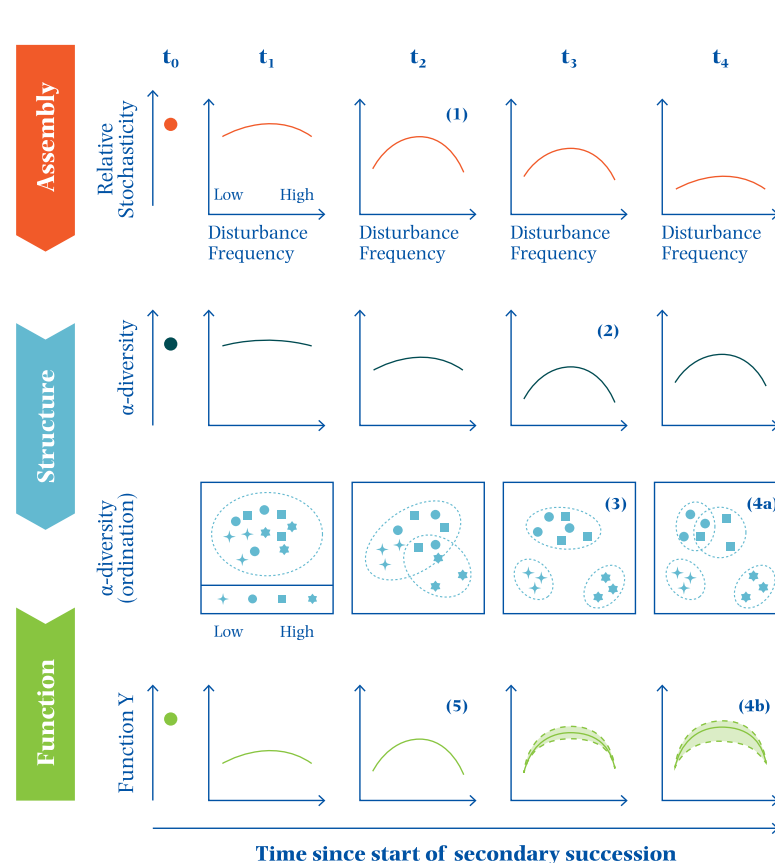 t0 t1 t2 t3 t4
Assembly
Relative
Stochasticity
(1)
Low High
Disturbance
Frequency
Disturbance
Frequency
Disturbance
Frequency
Disturbance
Frequency
Structure
α-diversity
(2)
α-diversity
(ordination)
(3)
(4a)
Low High
Function
Function Y
(5)
(4b)
Time since start of secondary succession